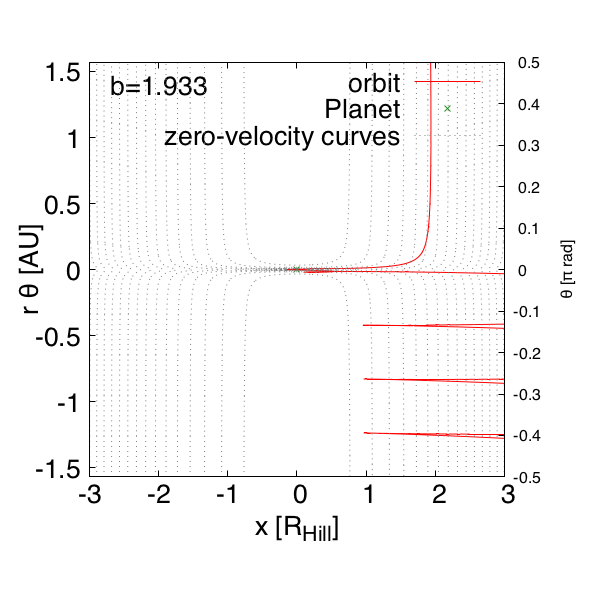 b=1.933
orbit
Planet
zero-velocity curves
r θ [AU]
1.5
1
0.5
0
-0.5
-1
-1.5
0.5
0.4
0.3
0.2
0.1
0
-0.1
-0.2
-0.3
-0.4
-0.5
θ [π rad]
-3 -2 -1 0 1 2 3
x [RHill]